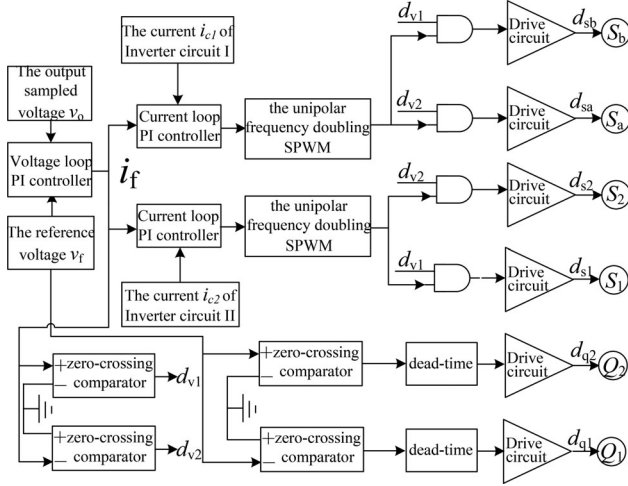 The output
sampled
voltage vo
Voltage loop
PI controller
The reference
voltage vf
if
The current ic1 of
Inverter circuit I
Current loop
PI controller
the unipolar
frequency doubling
SPWM
dv1
Drive
circuit
dsb
Sb
dv2
Drive
circuit
dsa
Sa
Current loop
PI controller
the unipolar
frequency doubling
SPWM
The current ic2 of
Inverter circuit II
dv2
Drive
circuit
ds2
S2
dv1
Drive
circuit
ds1
S1
+zero-crossing
− comparator
dv1
+zero-crossing
− comparator
dv2
+zero-crossing
− comparator
dead-time
Drive
circuit
dq2
Q2
+zero-crossing
− comparator
dead-time
Drive
circuit
dq1
Q1